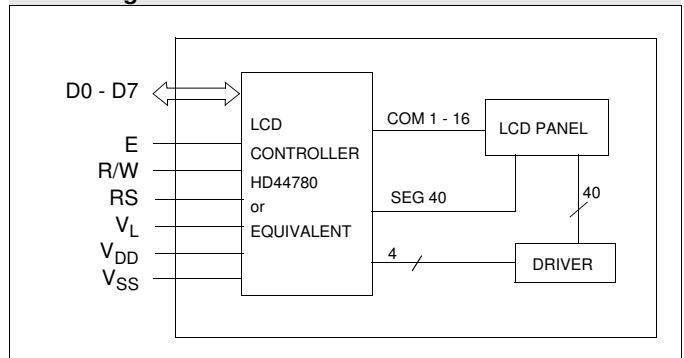 D0 - D7
E
R/W
RS
VL
VDD
VSS
LCD
CONTROLLER
HD44780
or
EQUIVALENT
COM 1 - 16
LCD PANEL
SEG 40
40
4
DRIVER